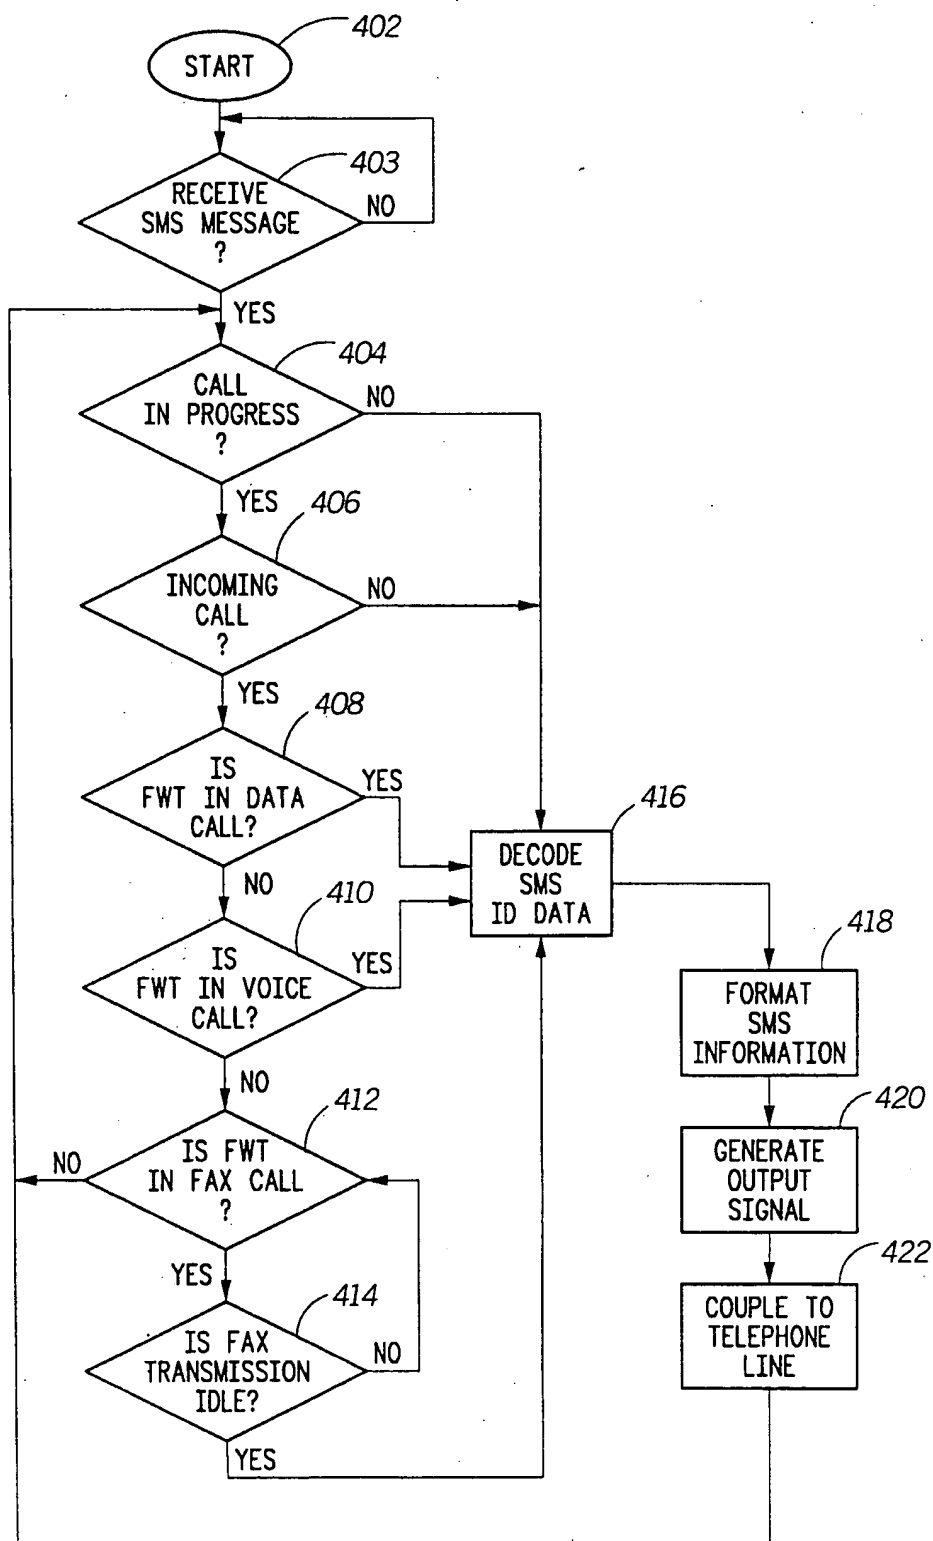 402
START
403
RECEIVE
SMS MESSAGE
?
NO
YES
404
CALL
IN PROGRESS
?
NO
YES
406
INCOMING
CALL
?
NO
YES
408
IS
FWT IN DATA
CALL?
YES
NO
410
IS
FWT IN VOICE
CALL?
YES
NO
412
IS FWT
IN FAX CALL
?
NO
YES
414
IS FAX
TRANSMISSION
IDLE?
NO
YES
416
DECODE
SMS
ID DATA
418
FORMAT
SMS
INFORMATION
420
GENERATE
OUTPUT
SIGNAL
422
COUPLE TO
TELEPHONE
LINE